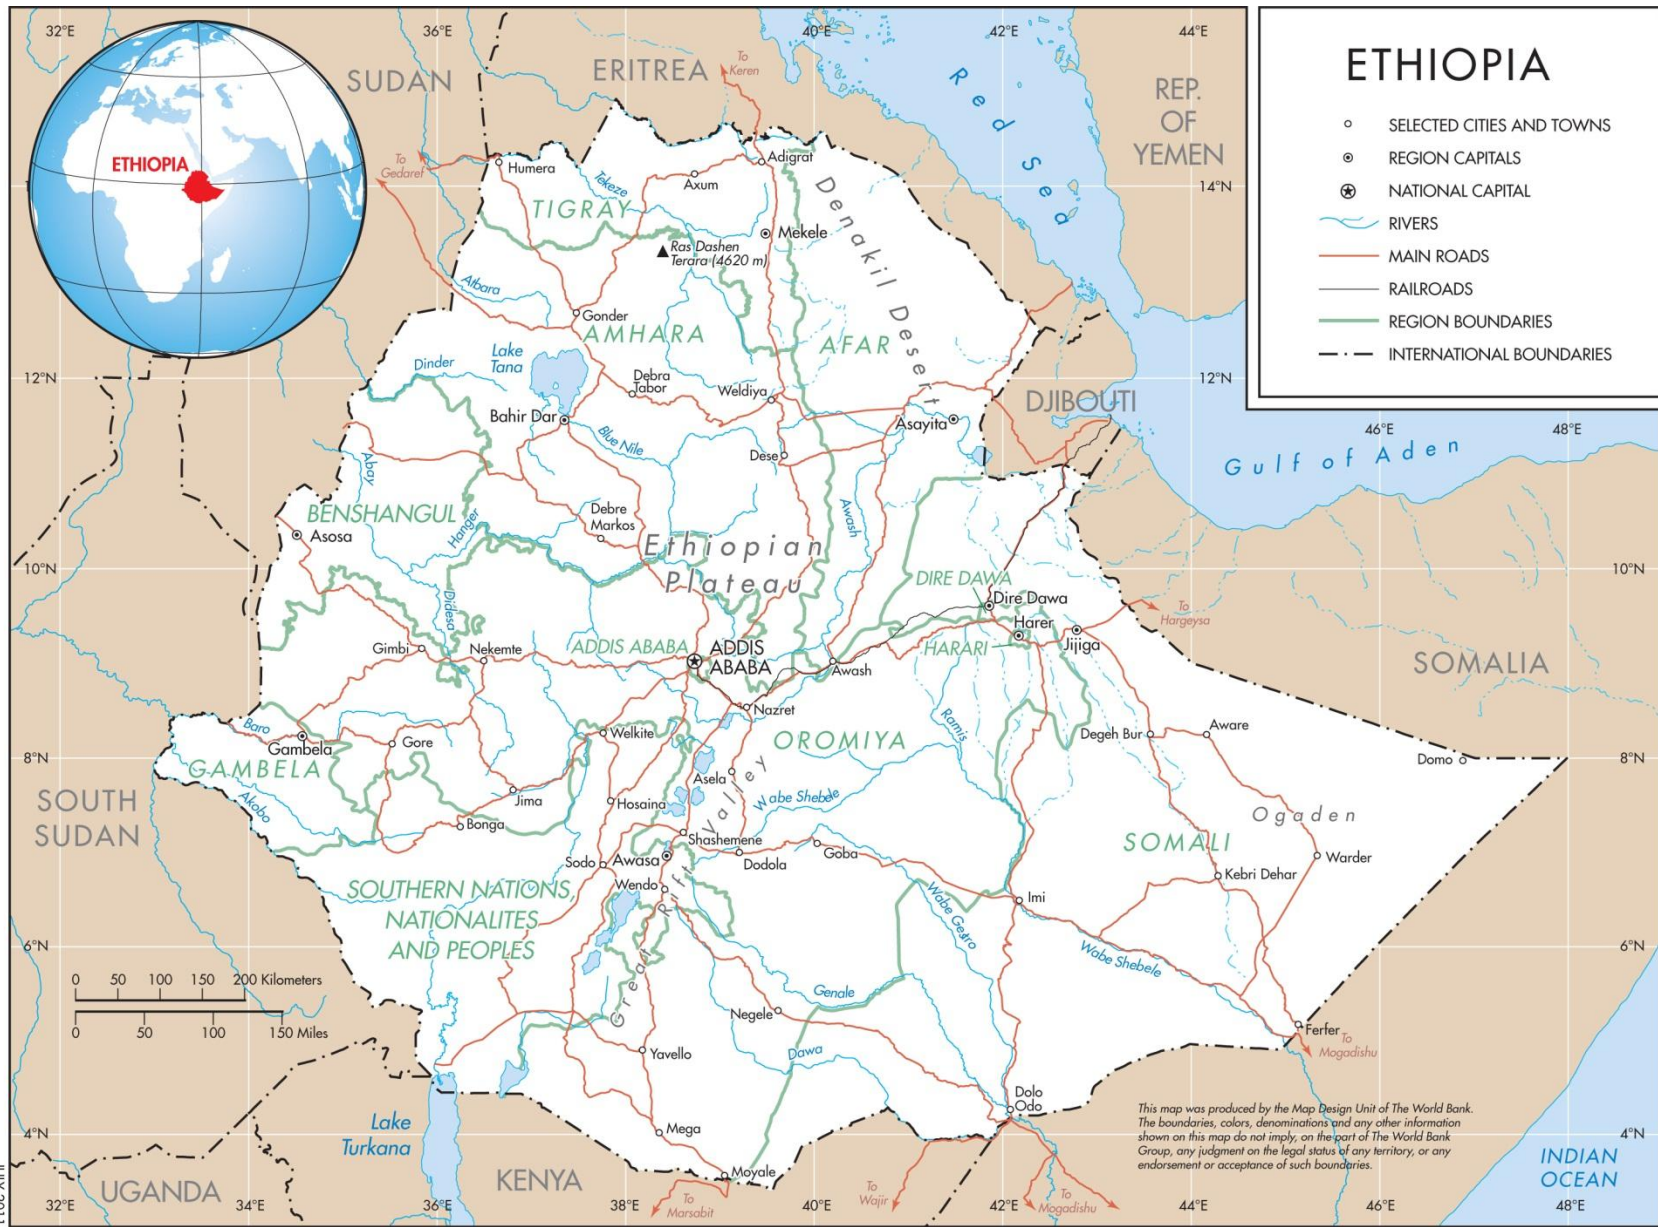 32°E
36°E
40°E
42°E
44°E
ETHIOPIA
SUDAN
ERITREA
To
Keren
Red Sea
REP.
OF
YEMEN
ETHIOPIA
SELECTED CITIES AND TOWNS
REGION CAPITALS
NATIONAL CAPITAL
RIVERS
MAIN ROADS
RAILROADS
REGION BOUNDARIES
INTERNATIONAL BOUNDARIES
To
Gedaref
Humera
Adigrat
Axum
Tekeze
TIGRAY
14°N
Mekele
Denakil Desert
Ras Dashen
Terara (4620 m)
Atbara
Gonder
AMHARA
AFAR
Lake
Tana
Dinder
12°N
12°N
Debra
Tabor
Weldiya
DJIBOUTI
Bahir Dar
Asayita
46°E
48°E
Blue Nile
Dese
Gulf of Aden
Abay
BENSHANGUL
Asosa
Hanger
Debre
Markos
Awash
Ethiopian
Plateau
10°N
10°N
DIRE DAWA
Dire Dawa
To
Hargeysa
Didesa
Harer
Jijiga
HARARI
Gimbi
Nekemte
ADDIS ABABA
ADDIS
ABABA
Awash
SOMALIA
Nazret
Baro
Gambela
GAMBELA
Gore
Welkite
OROMIYA
Ramis
Degeh Bur
Aware
8°N
8°N
Domo
Asela
Jima
Hosaina
Wabe Shebele
Akobo
SOUTH
SUDAN
Bonga
Ogaden
Shashemene
SOMALI
Sodo
Awasa
Dodola
Goba
Warder
Wendo
Kebri Dehar
SOUTHERN NATIONS,
NATIONALITES
AND PEOPLES
Great Rift Valley
Wabe Gestro
Imi
Wabe Shebele
6°N
6°N
0 50 100 150 200 Kilometers
0 50 100 150 Miles
Genale
Negele
Ferfer
To
Mogadishu
Yavello
Dawa
Dolo
Odo
Lake
Turkana
Mega
4°N
4°N
This map was produced by the Map Design Unit of The World Bank.
The boundaries, colors, denominations and any other information
shown on this map do not imply, on the part of The World Bank
Group, any judgment on the legal status of any territory, or any
endorsement or acceptance of such boundaries.
INDIAN
OCEAN
UGANDA
KENYA
Moyale
To
Marsabit
To
Wajir
To
Mogadishu
32°E
36°E
38°E
40°E
42°E
44°E
46°E
48°E